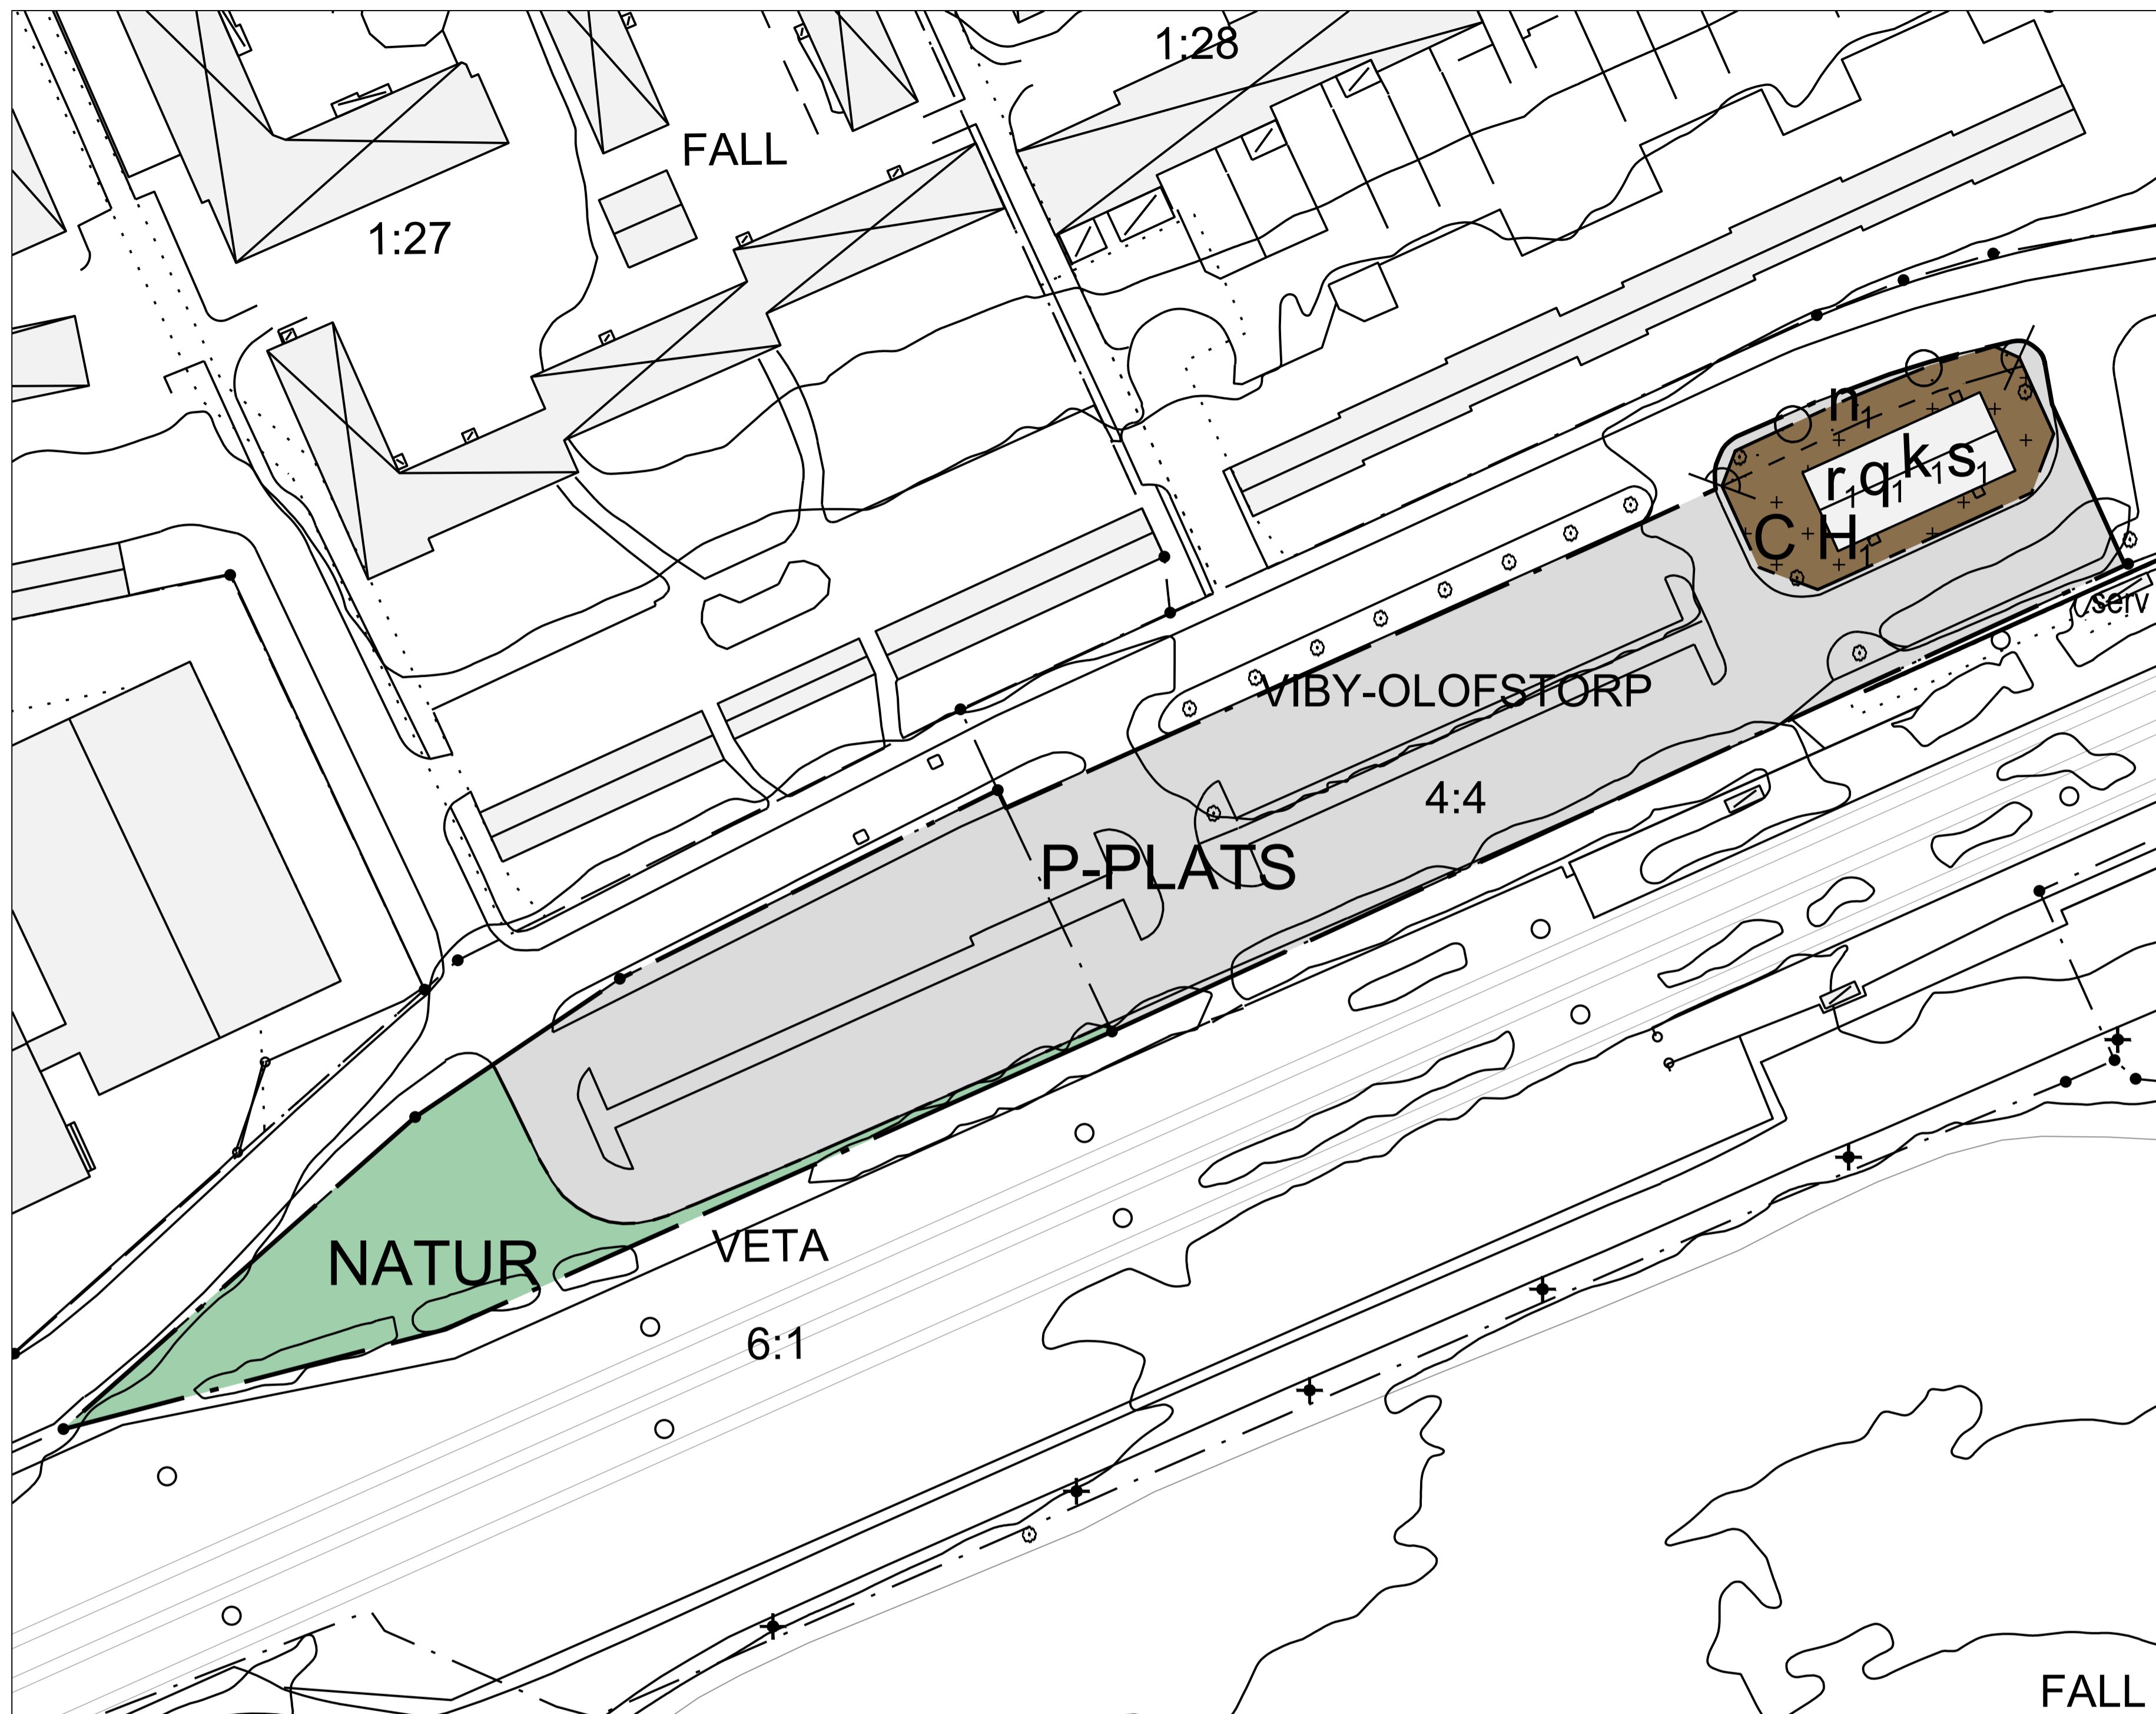 1:28
FALL
1:27
n1
r1q1k1s1
C H1
serv
VIBY-OLOFSTORP
4:4
P-PLATS
NATUR
VETA
6:1
FALL